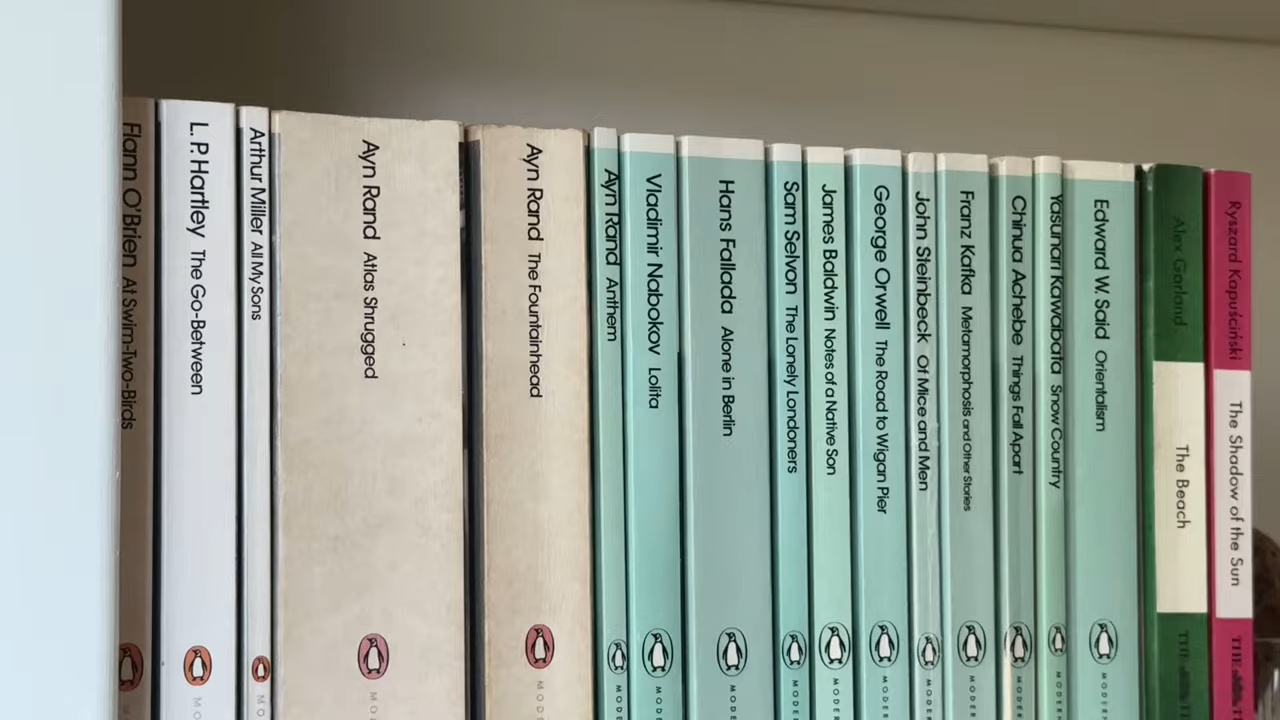 Flann O'Brien At Swim-Two-Birds
L. P. Hartley The Go-Between
Arthur Miller All My Sons
Ayn Rand Atlas Shrugged
Ayn Rand The Fountainhead
Ayn Rand Anthem
Vladimir Nabokov Lolita
Hans Fallada Alone in Berlin
Sam Selvon The Lonely Londoners
James Baldwin Notes of a Native Son
George Orwell The Road to Wigan Pier
John Steinbeck Of Mice and Men
Franz Kafka Metamorphosis and Other Stories
Chinua Achebe Things Fall Apart
Yasunari Kawabata Snow Country
Edward W. Said Orientalism
Alex Garland The Beach
Ryszard Kapuściński The Shadow of the Sun